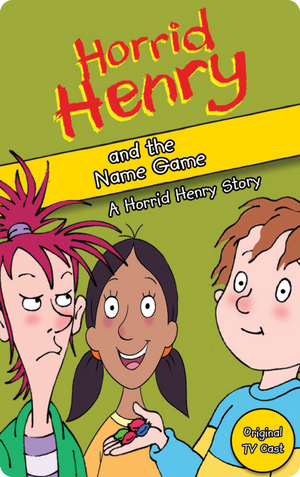 Horrid
Henry
and the
Name Game
A Horrid Henry Story
Original
TV Cast